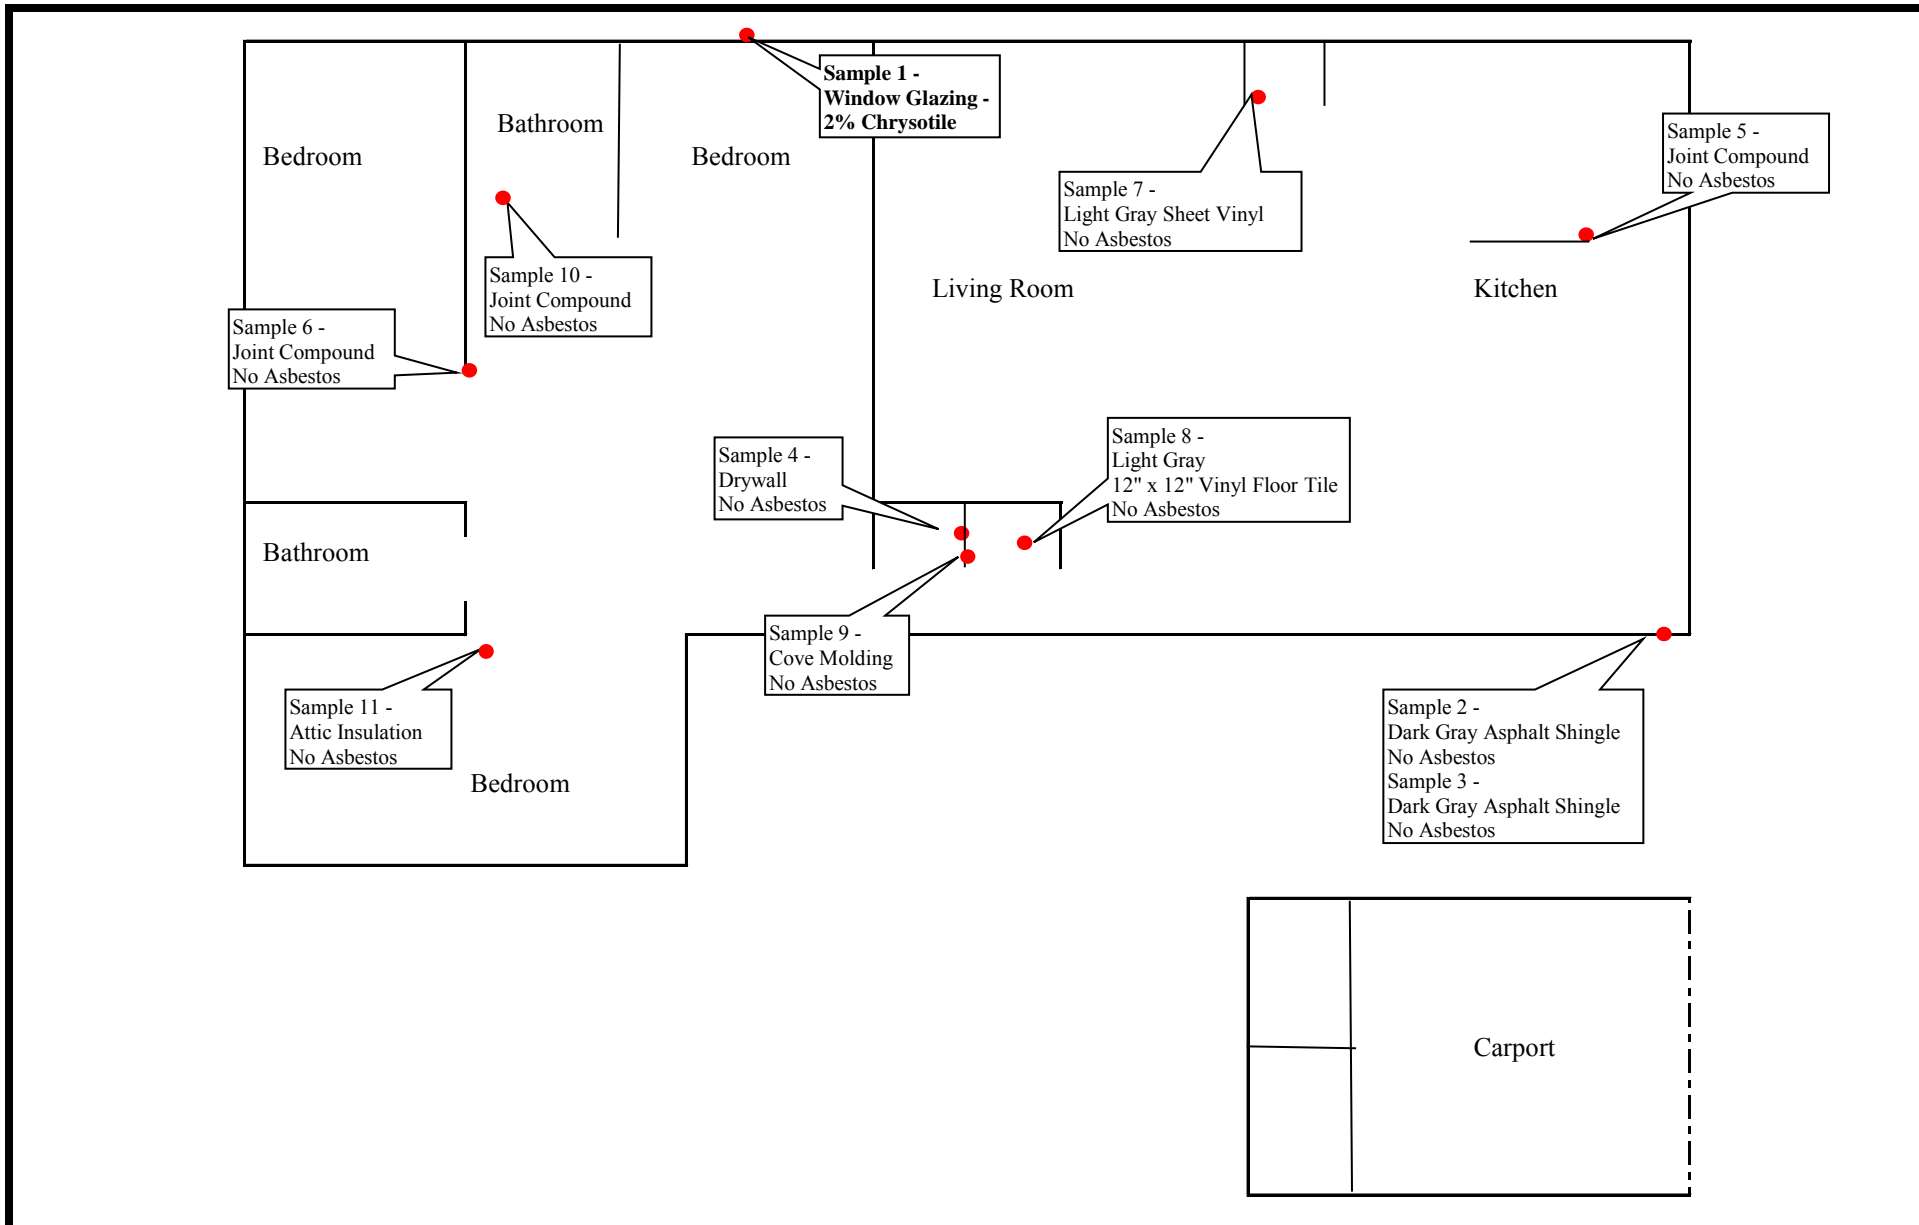 Sample 1 -
Window Glazing -
2% Chrysotile
Bathroom
Bedroom
Bedroom
Sample 5 -
Joint Compound
No Asbestos
Sample 7 -
Light Gray Sheet Vinyl
No Asbestos
Sample 10 -
Joint Compound
No Asbestos
Living Room
Kitchen
Sample 6 -
Joint Compound
No Asbestos
Sample 4 -
Drywall
No Asbestos
Sample 8 -
Light Gray
12" x 12" Vinyl Floor Tile
No Asbestos
Bathroom
Sample 9 -
Cove Molding
No Asbestos
Sample 11 -
Attic Insulation
No Asbestos
Bedroom
Sample 2 -
Dark Gray Asphalt Shingle
No Asbestos
Sample 3 -
Dark Gray Asphalt Shingle
No Asbestos
Carport